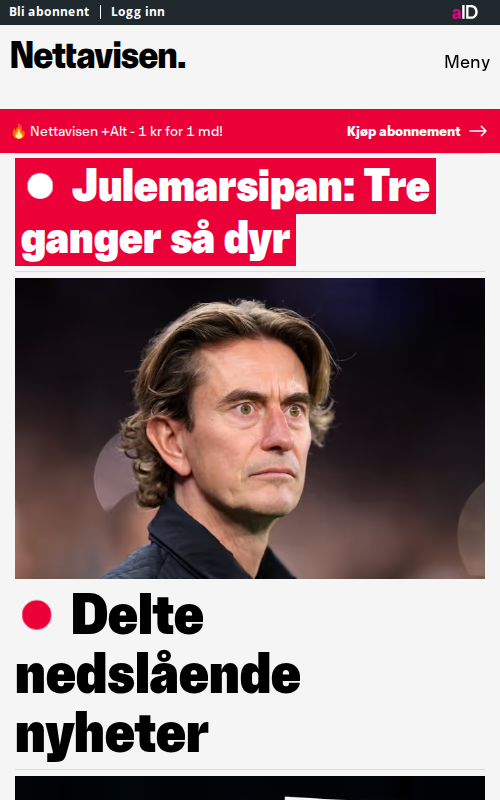 Bli abonnent | Logg inn
aID
Nettavisen.
Meny
🔥 Nettavisen +Alt - 1 kr for 1 md!
Kjøp abonnement →
Julemarsipan: Tre
ganger så dyr
Delte
nedslående
nyheter